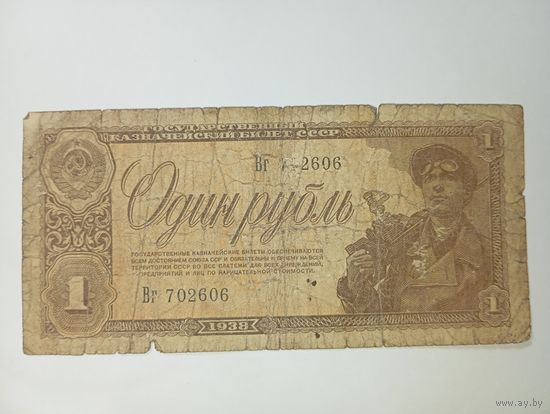 ГОСУДАРСТВЕННЫЙ
КАЗНАЧЕЙСКИЙ БИЛЕТ СССР
1
Вг 2606
Один рубль
ГОСУДАРСТВЕННЫЕ КАЗНАЧЕЙСКИЕ БИЛЕТЫ ОБЕСПЕЧИВАЮТСЯ
ВСЕМ ДОСТОЯНИЕМ СОЮЗА ССР И ОБЯЗАТЕЛЬНЫ К ПРИЕМУ НА ВСЕЙ
ТЕРРИТОРИИ СССР ВО ВСЕ ПЛАТЕЖИ ДЛЯ ВСЕХ УЧРЕЖДЕНИЙ,
ПРЕДПРИЯТИЙ И ЛИЦ ПО НАРИЦАТЕЛЬНОЙ СТОИМОСТИ.
1
Вг 702606
1
1938
www.ay.by